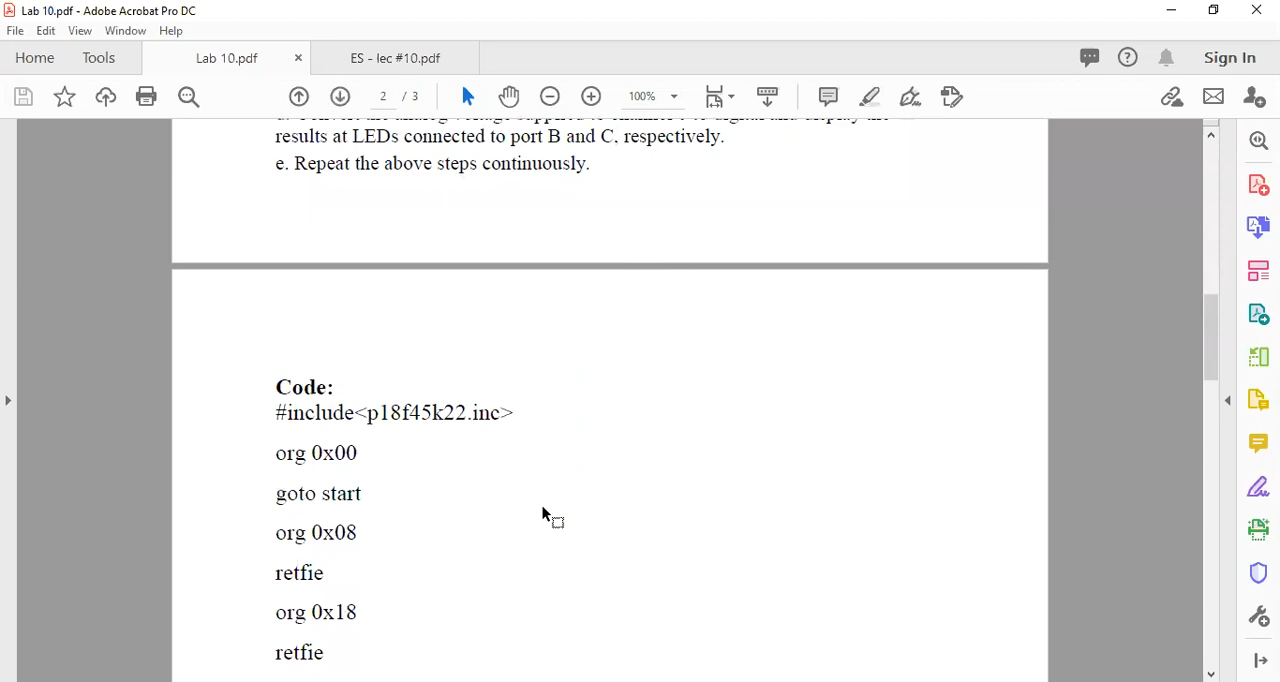 Lab 10.pdf - Adobe Acrobat Pro DC
File Edit View Window Help
Home Tools Lab 10.pdf × ES - lec #10.pdf Sign In
2 / 3 100%
results at LEDs connected to port B and C, respectively.
e. Repeat the above steps continuously.
Code:
#include<p18f45k22.inc>
org 0x00
goto start
org 0x08
retfie
org 0x18
retfie